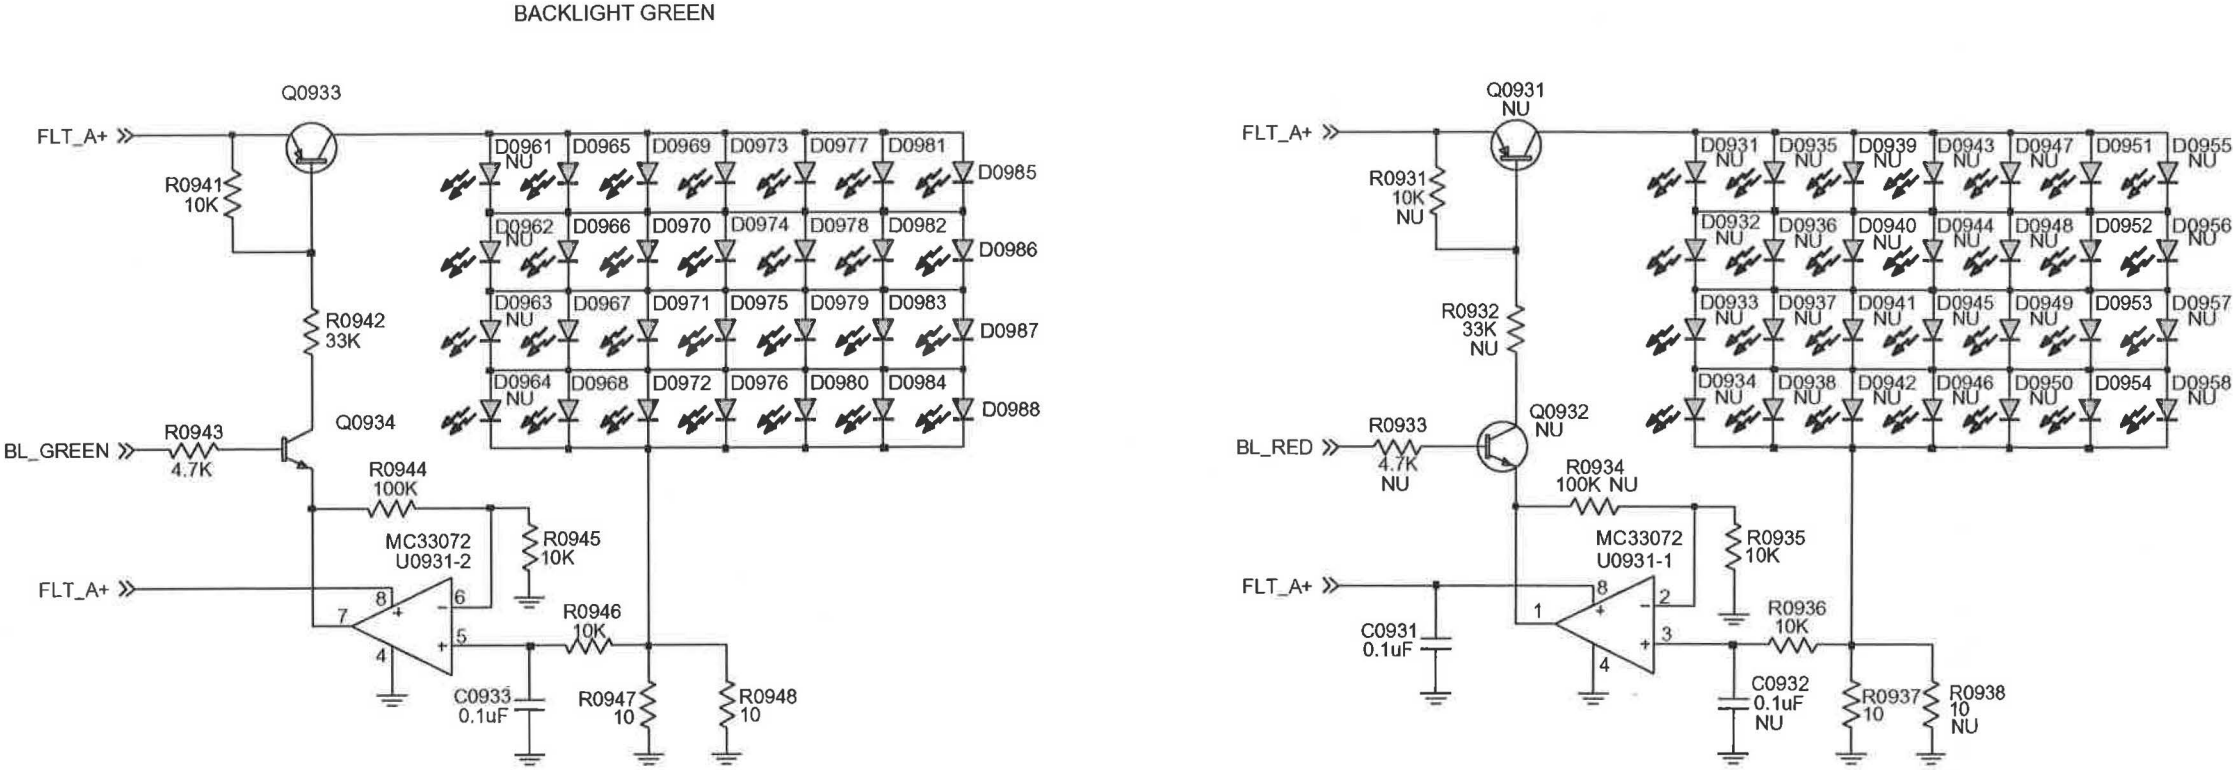 BACKLIGHT GREEN
Q0933
FLT_A+
R0941
10K
R0942
33K
Q0934
BL_GREEN
R0943
4.7K
R0944
100K
MC33072
U0931-2
R0945
10K
FLT_A+
8
+
6
-
7
5
+
4
R0946
10K
C0933
0.1uF
R0947
10
R0948
10
D0961 D0965 D0969 D0973 D0977 D0981
NU
D0985
D0962 D0966 D0970 D0974 D0978 D0982
NU
D0986
D0963 D0967 D0971 D0975 D0979 D0983
NU
D0987
D0964 D0968 D0972 D0976 D0980 D0984
NU
D0988
Q0931
NU
FLT_A+
R0931
10K
NU
R0932
33K
NU
Q0932
NU
BL_RED
R0933
4.7K
NU
R0934
100K NU
MC33072
U0931-1
R0935
10K
FLT_A+
8
+
2
-
1
3
+
4
C0931
0.1uF
R0936
10K
C0932
0.1uF
NU
R0937
10
R0938
10
NU
D0931 D0935 D0939 D0943 D0947 D0951 D0955
NU NU NU NU NU NU NU
D0932 D0936 D0940 D0944 D0948 D0952 D0956
NU NU NU NU NU NU
D0933 D0937 D0941 D0945 D0949 D0953 D0957
NU NU NU NU NU NU
D0934 D0938 D0942 D0946 D0950 D0954 D0958
NU NU NU NU NU NU